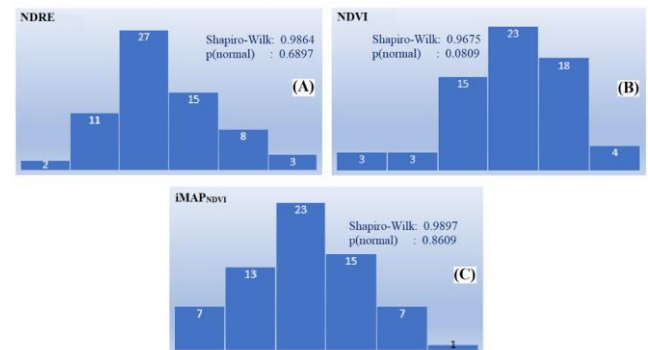 NDRE
Shapiro-Wilk: 0.9864
p(normal) : 0.6897
(A)
27
11
15
8
2
3
NDVI
Shapiro-Wilk: 0.9675
p(normal) : 0.0809
(B)
23
15
18
3
3
4
iMAPNDVI
Shapiro-Wilk: 0.9897
p(normal) : 0.8609
(C)
23
13
15
7
7
1